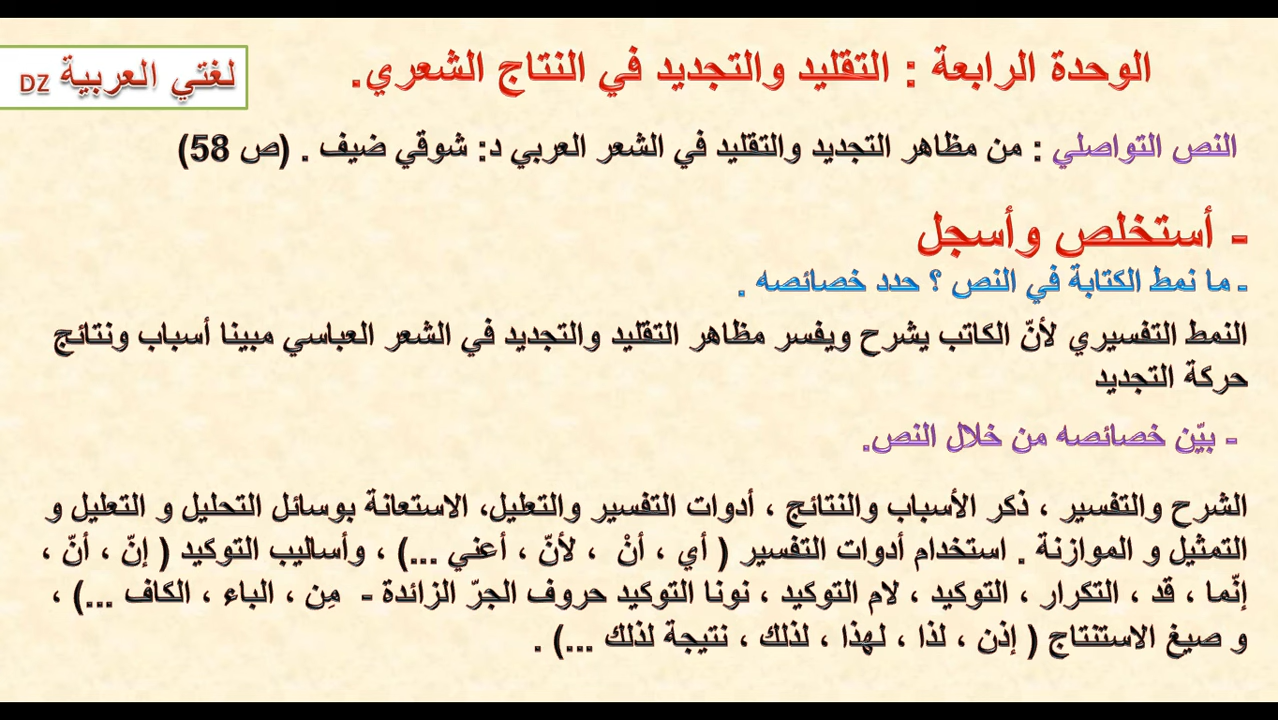 الوحدة الرابعة : التقليد والتجديد في النتاج الشعري.
لغتي العربية DZ
النص التواصلي : من مظاهر التجديد والتقليد في الشعر العربي د: شوقي ضيف . (ص 58)
- أستخلص وأسجل
- ما نمط الكتابة في النص ؟ حدد خصائصه .
النمط التفسيري لأنّ الكاتب يشرح ويفسر مظاهر التقليد والتجديد في الشعر العباسي مبينا أسباب ونتائج
حركة التجديد
- بيّن خصائصه من خلال النص.
الشرح والتفسير ، ذكر الأسباب والنتائج ، أدوات التفسير والتعليل، الاستعانة بوسائل التحليل و التعليل و
التمثيل و الموازنة . استخدام أدوات التفسير ( أي ، أنْ ، لأنّ ، أعني ...) ، وأساليب التوكيد ( إنّ ، أنّ ،
إنّما ، قد ، التكرار ، التوكيد ، لام التوكيد ، نونا التوكيد حروف الجرّ الزائدة - مِن ، الباء ، الكاف ...) ،
و صيغ الاستنتاج ( إذن ، لذا ، لهذا ، لذلك ، نتيجة لذلك ...) .